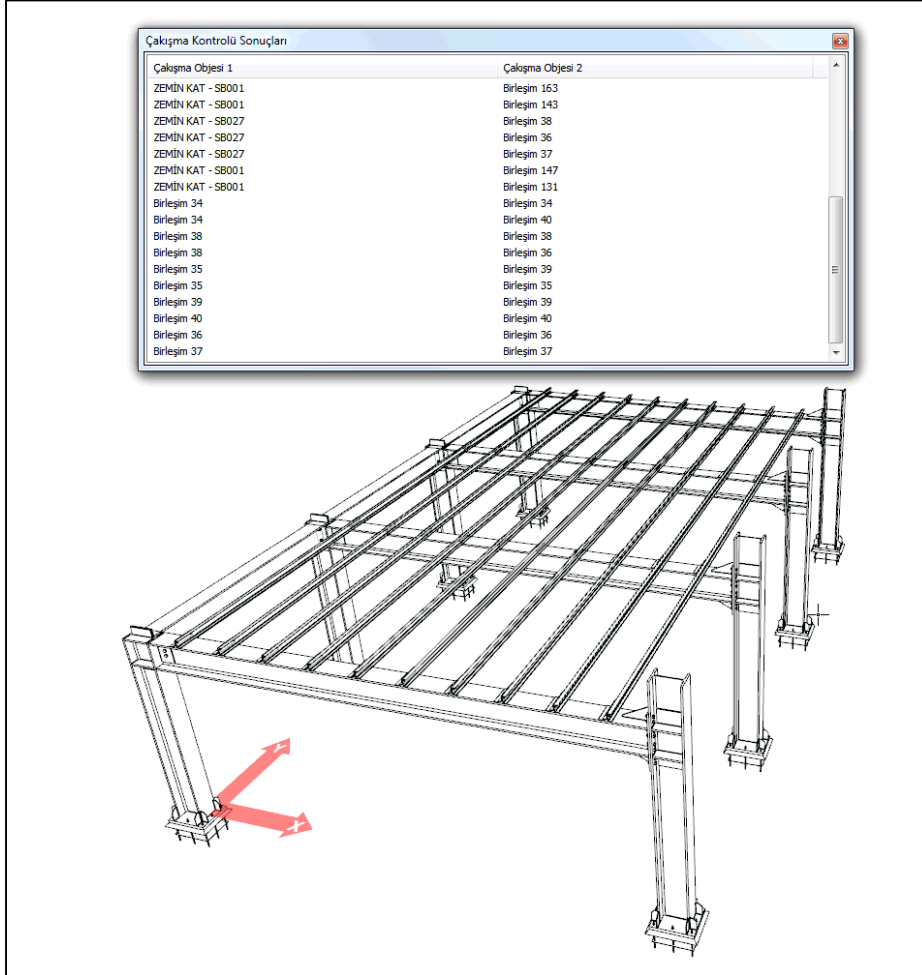 Çakışma Kontrolü Sonuçları
Çakışma Objesi 1 Çakışma Objesi 2
ZEMİN KAT - SB001 Birleşim 163
ZEMİN KAT - SB001 Birleşim 143
ZEMİN KAT - SB027 Birleşim 38
ZEMİN KAT - SB027 Birleşim 36
ZEMİN KAT - SB027 Birleşim 37
ZEMİN KAT - SB001 Birleşim 147
ZEMİN KAT - SB001 Birleşim 131
Birleşim 34 Birleşim 34
Birleşim 34 Birleşim 40
Birleşim 38 Birleşim 38
Birleşim 38 Birleşim 36
Birleşim 35 Birleşim 39
Birleşim 35 Birleşim 35
Birleşim 39 Birleşim 39
Birleşim 40 Birleşim 40
Birleşim 36 Birleşim 36
Birleşim 37 Birleşim 37
Y
X